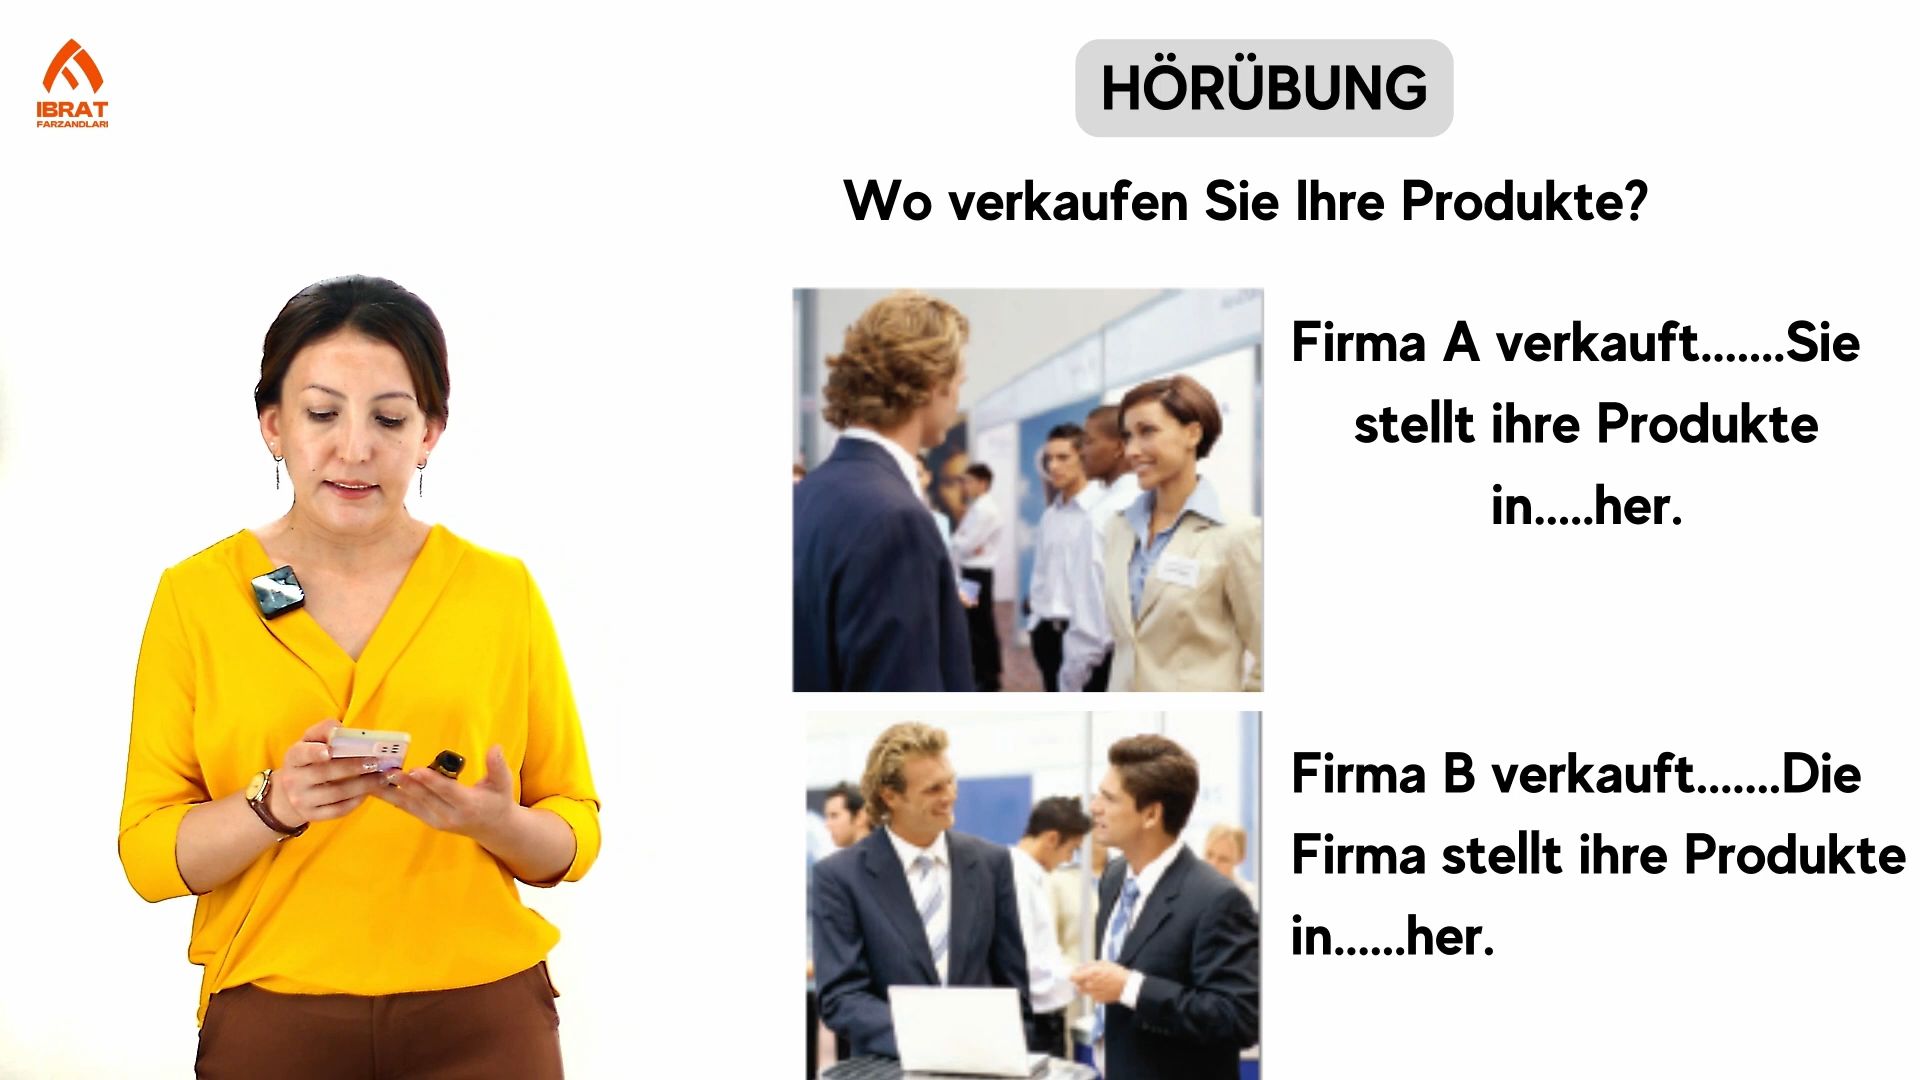 IBRAT
FARZANDLARI
HÖRÜBUNG
Wo verkaufen Sie Ihre Produkte?
Firma A verkauft.......Sie
stellt ihre Produkte
in.....her.
Firma B verkauft.......Die
Firma stellt ihre Produkte
in......her.